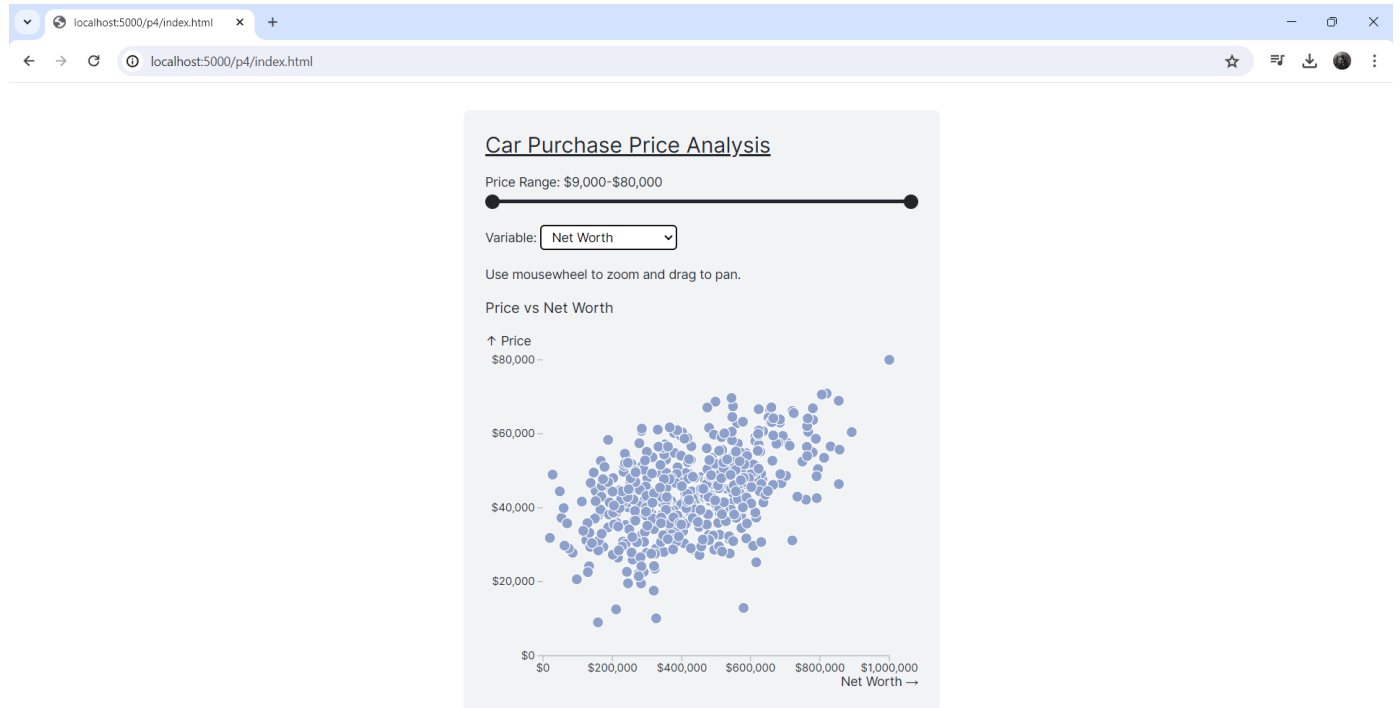 localhost:5000/p4/index.html
localhost:5000/p4/index.html
Car Purchase Price Analysis
Price Range: $9,000-$80,000
Variable: Net Worth
Use mousewheel to zoom and drag to pan.
Price vs Net Worth
↑ Price
$80,000
$60,000
$40,000
$20,000
$0
$0 $200,000 $400,000 $600,000 $800,000 $1,000,000
Net Worth →